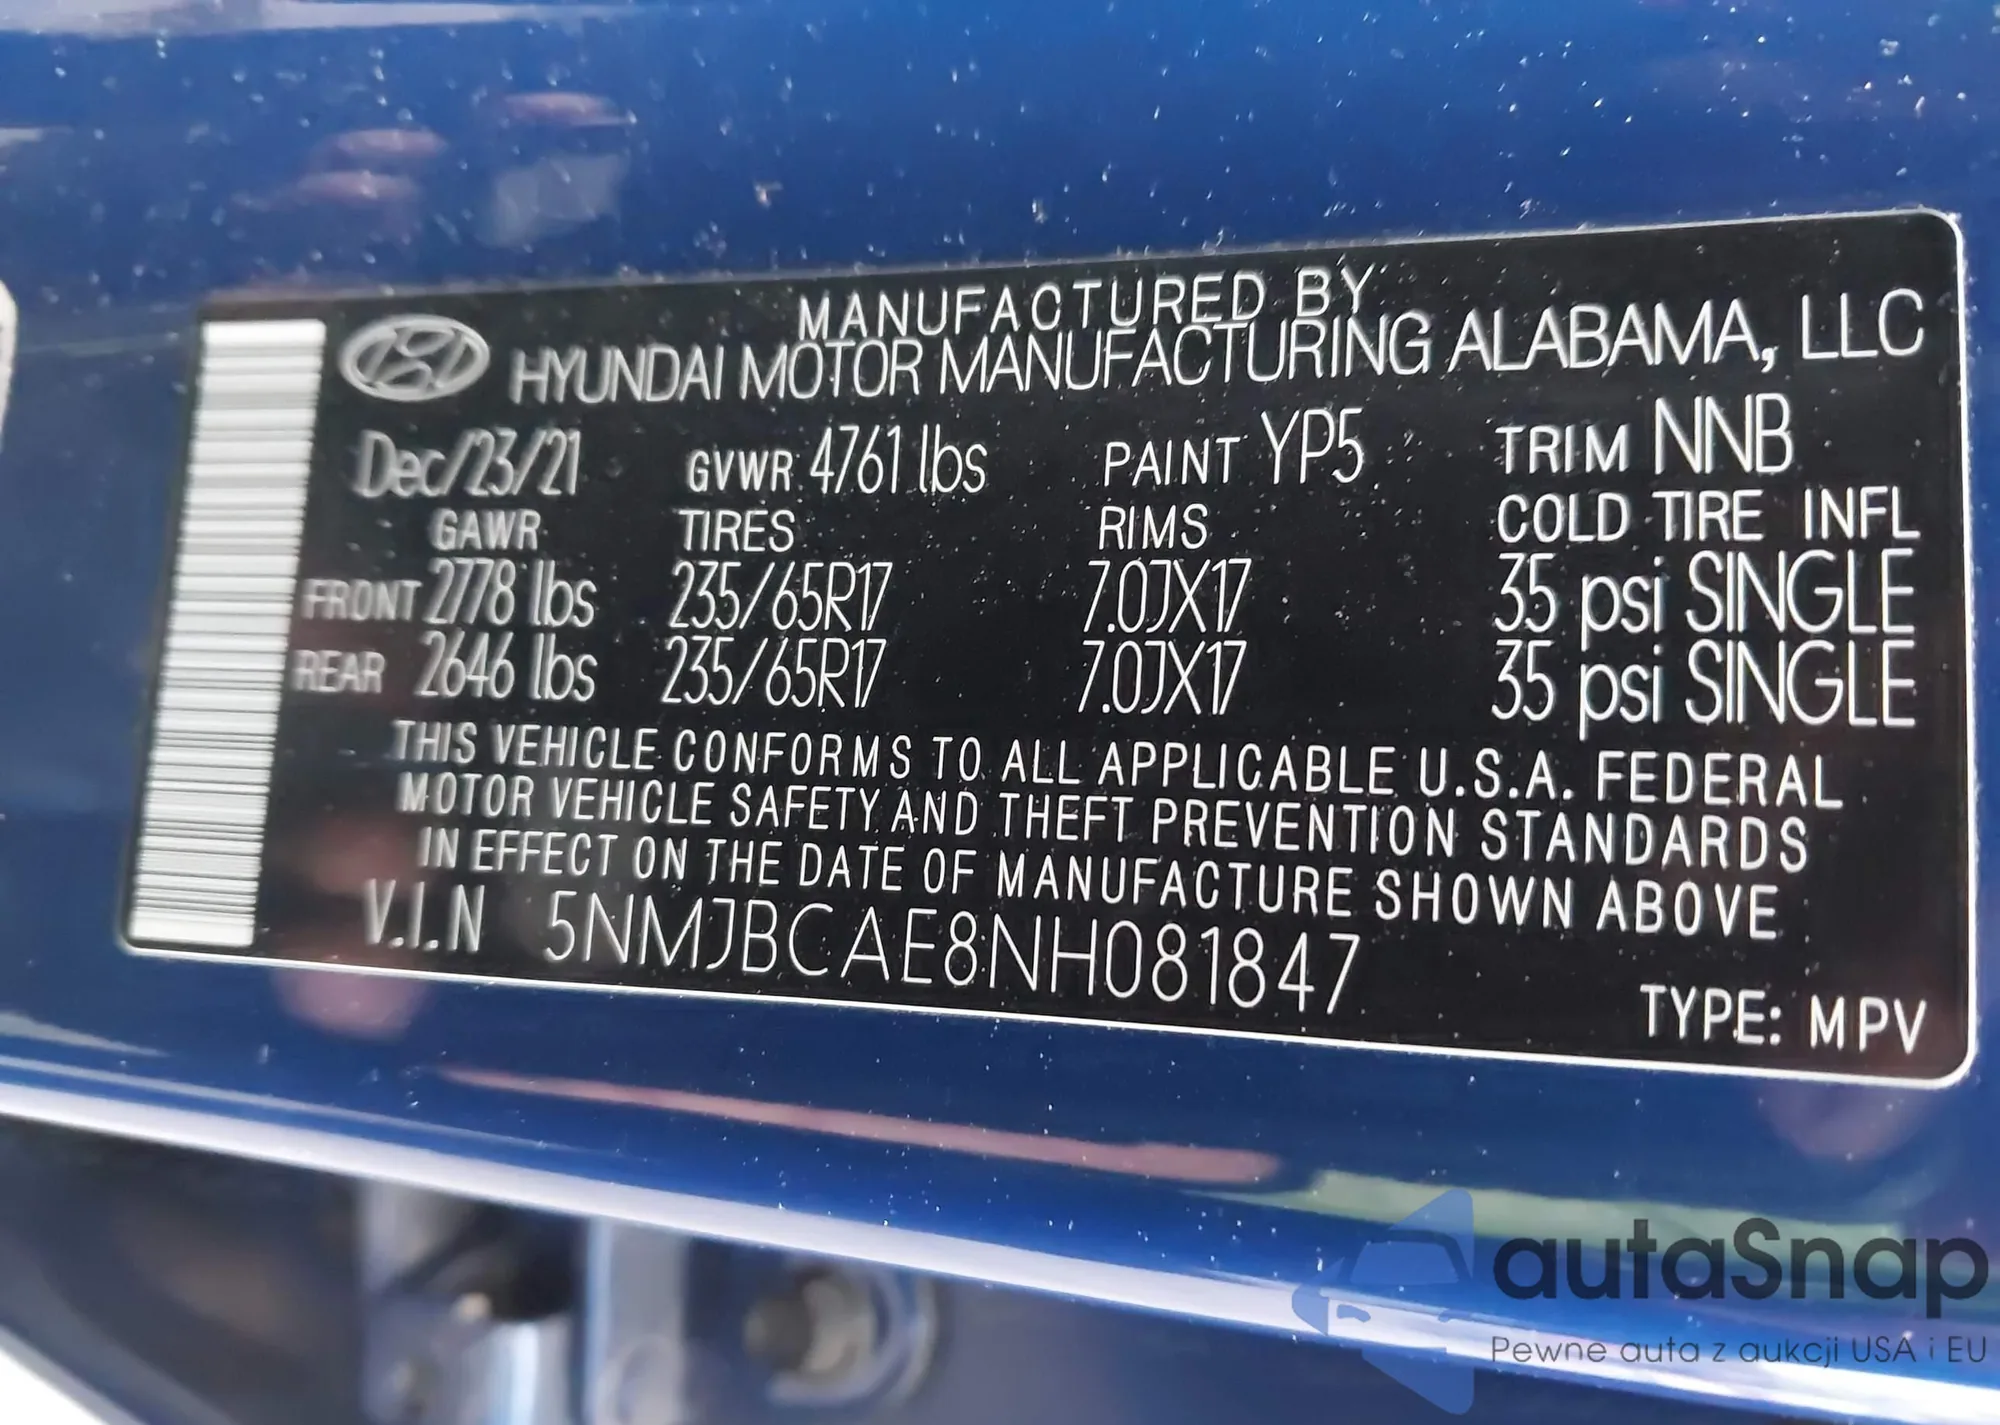 MANUFACTURED BY
HYUNDAI MOTOR MANUFACTURING ALABAMA, LLC
Dec/23/21 GVWR 4761 lbs PAINT YP5 TRIM NNB
GAWR TIRES RIMS COLD TIRE INFL
FRONT 2778 lbs 235/65R17 7.0JX17 35 psi SINGLE
REAR 2646 lbs 235/65R17 7.0JX17 35 psi SINGLE
THIS VEHICLE CONFORMS TO ALL APPLICABLE U.S.A. FEDERAL
MOTOR VEHICLE SAFETY AND THEFT PREVENTION STANDARDS
IN EFFECT ON THE DATE OF MANUFACTURE SHOWN ABOVE
V.I.N 5NMJBCAE8NH081847
TYPE: MPV
autaSnap
Pewne auta z aukcji USA i EU